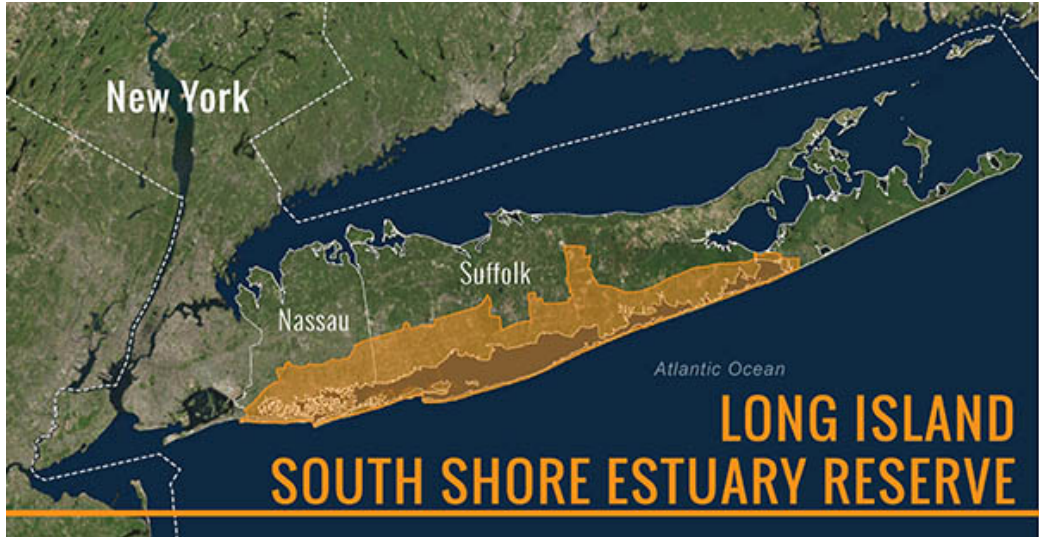 New York
Suffolk
Nassau
Atlantic Ocean
LONG ISLAND
SOUTH SHORE ESTUARY RESERVE